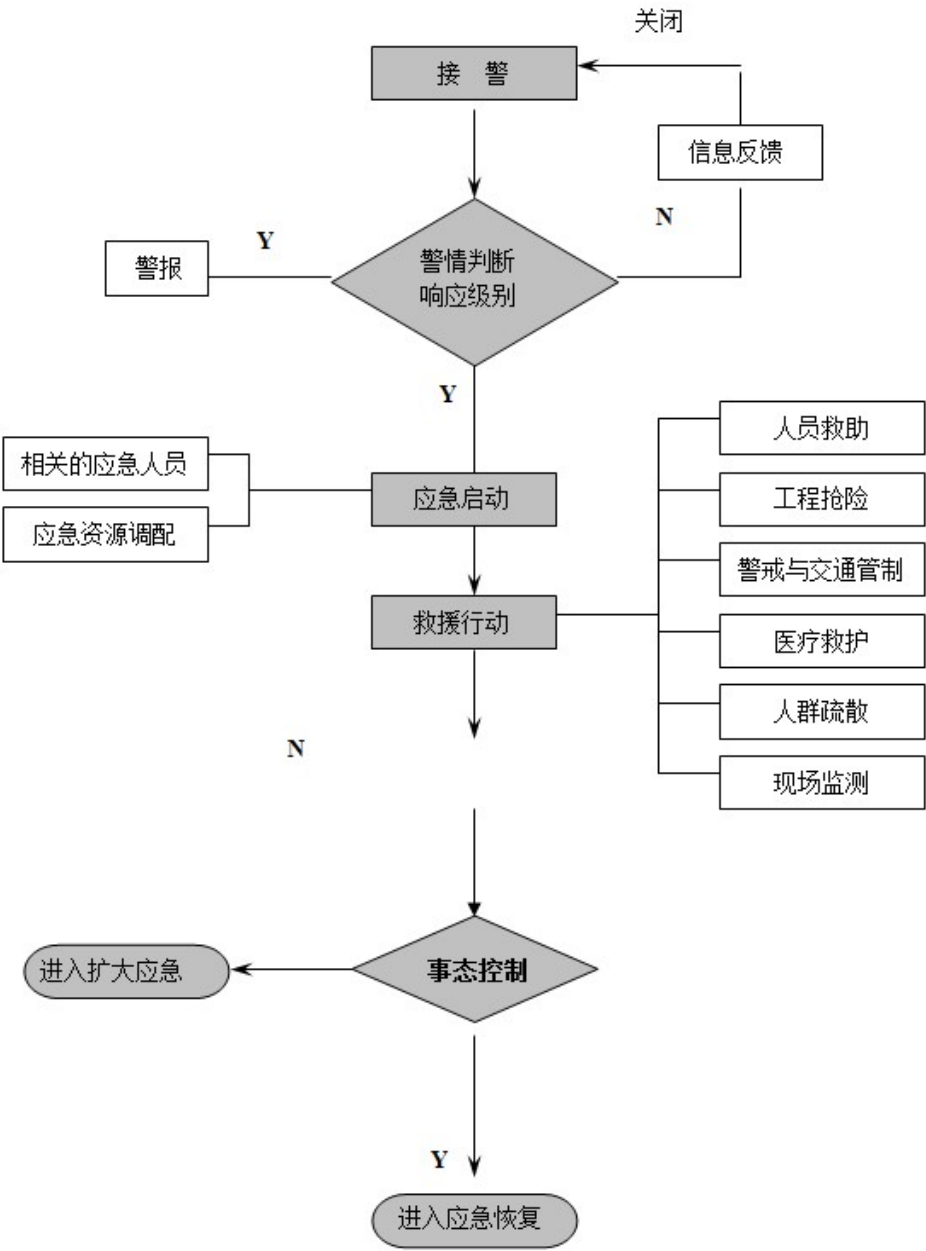 关闭
接 警
信息反馈
N
Y
警报
警情判断
响应级别
Y
人员救助
相关的应急人员
工程抢险
应急启动
应急资源调配
警戒与交通管制
救援行动
医疗救护
人群疏散
N
现场监测
进入扩大应急
事态控制
Y
进入应急恢复